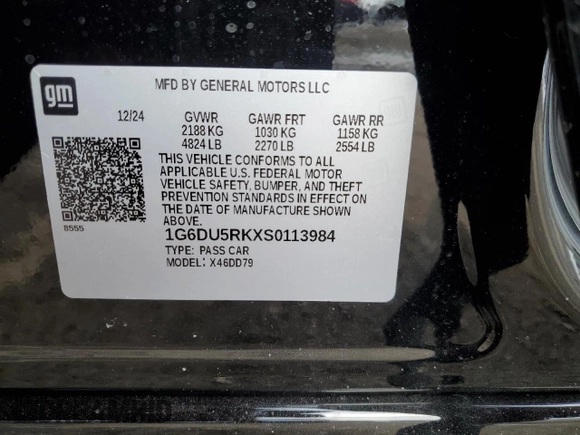 gm
MFD BY GENERAL MOTORS LLC
12/24 GVWR GAWR FRT GAWR RR
2188 KG 1030 KG 1158 KG
4824 LB 2270 LB 2554 LB
THIS VEHICLE CONFORMS TO ALL
APPLICABLE U.S. FEDERAL MOTOR
VEHICLE SAFETY, BUMPER, AND THEFT
PREVENTION STANDARDS IN EFFECT ON
THE DATE OF MANUFACTURE SHOWN
ABOVE.
8555
1G6DU5RKXS0113984
TYPE: PASS CAR
MODEL: X46DD79